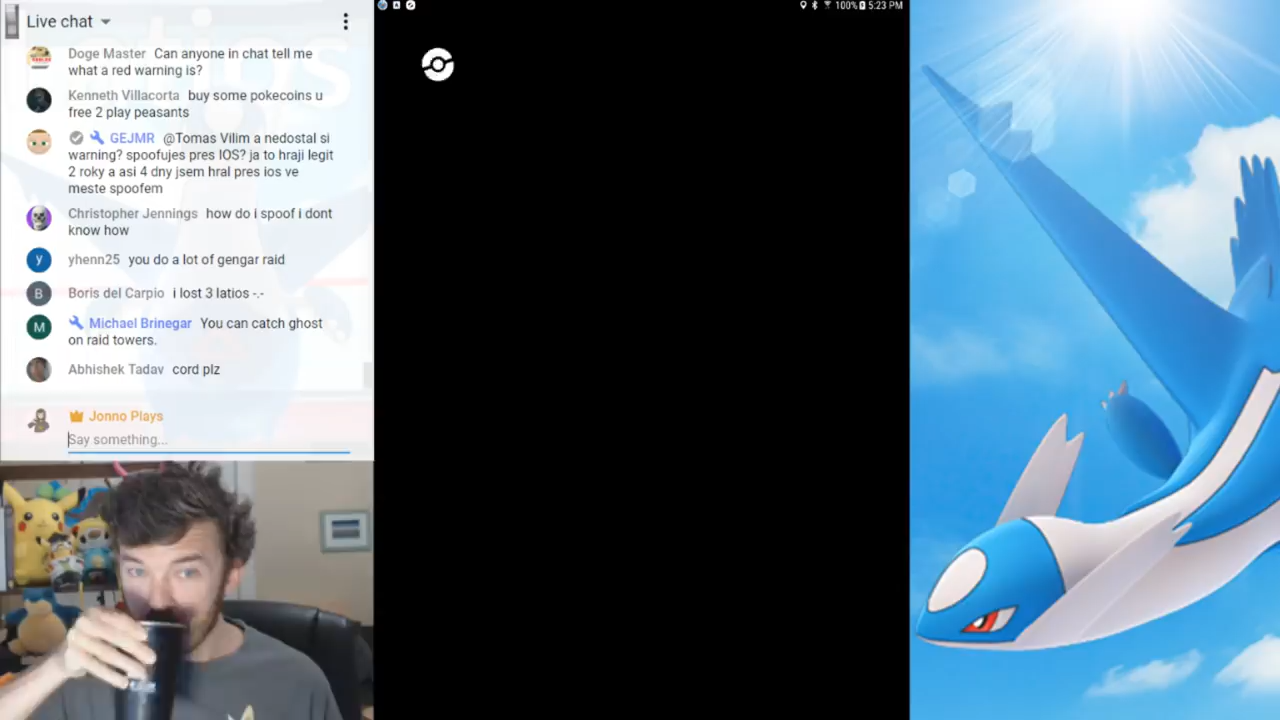 Live chat
100% 5:23 PM
Doge Master Can anyone in chat tell me
what a red warning is?
Kenneth Villacorta buy some pokecoins u
free 2 play peasants
GEJMR @Tomas Vilim a nedostal si
warning? spoofujes pres IOS? ja to hraji legit
2 roky a asi 4 dny jsem hral pres ios ve
meste spoofem
Christopher Jennings how do i spoof i dont
know how
y yhenn25 you do a lot of gengar raid
B Boris del Carpio i lost 3 latios -.-
M Michael Brinegar You can catch ghost
on raid towers.
Abhishek Tadav cord plz
Jonno Plays
Say something...